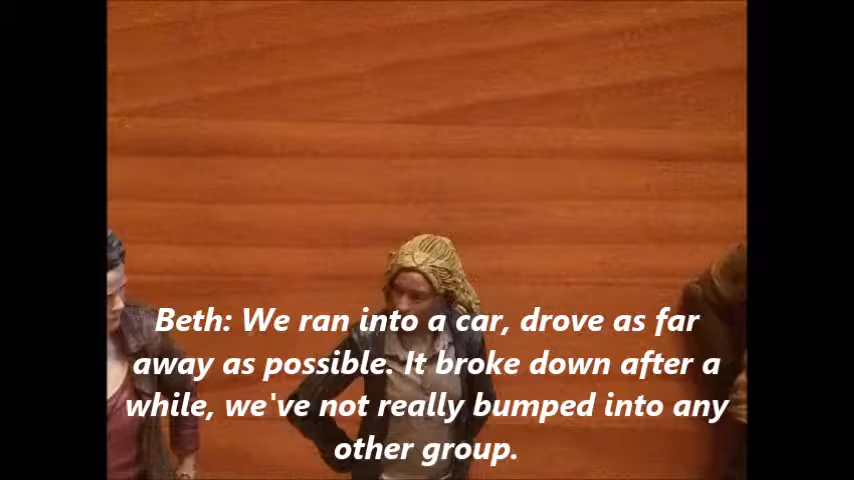 Beth: We ran into a car, drove as far
away as possible. It broke down after a
while, we've not really bumped into any
other group.